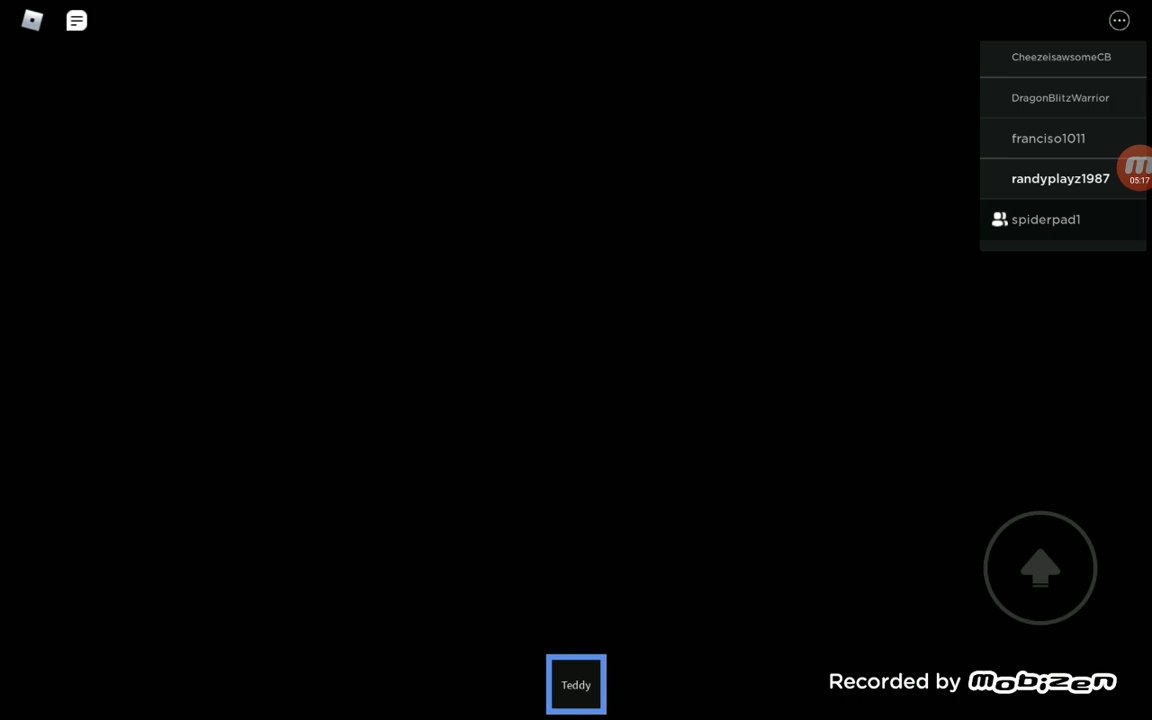 CheezeisawsomeCB
DragonBlitzWarrior
franciso1011
randyplayz1987
05:17
spiderpad1
Teddy
Recorded by mobizen